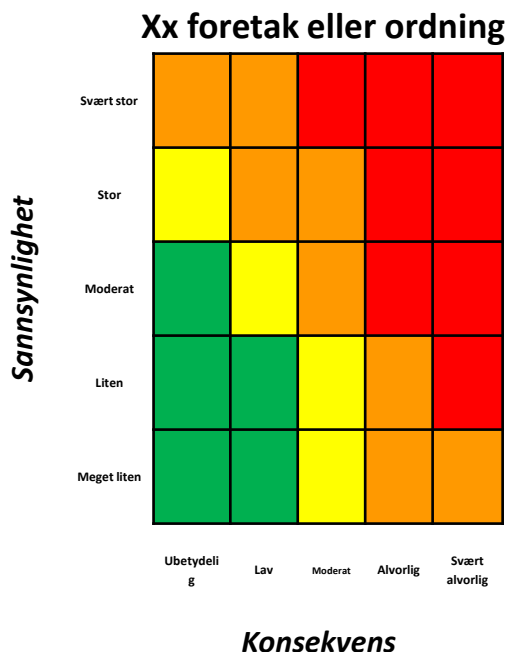 Xx foretak eller ordning
Svært stor
Stor
Moderat
Liten
Meget liten
Sannsynlighet
Ubetydeli
g
Lav
Moderat
Alvorlig
Svært
alvorlig
Konsekvens